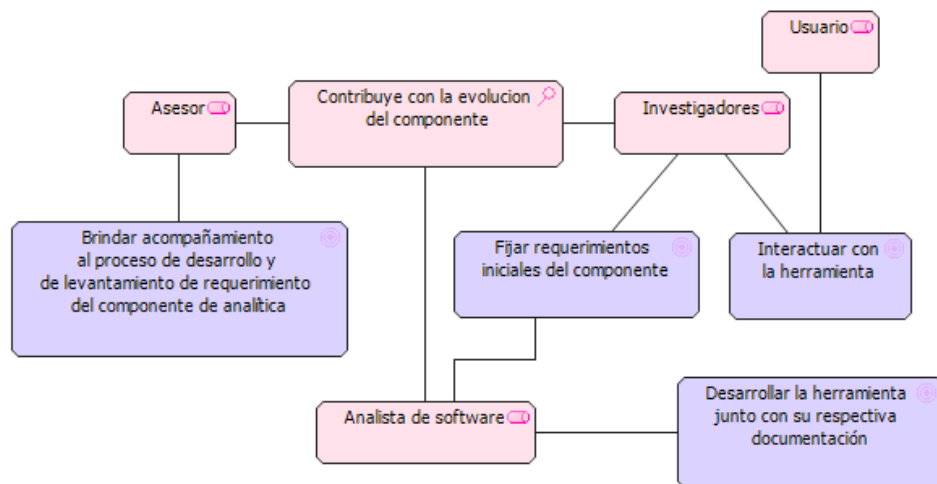 Usuario
Contribuye con la evolucion
del componente
Asesor
Investigadores
Brindar acompañamiento
al proceso de desarrollo y
de levantamiento de requerimiento
del componente de analítica
Fijar requerimientos
iniciales del componente
Interactuar con
la herramienta
Analista de software
Desarrollar la herramienta
junto con su respectiva
documentación